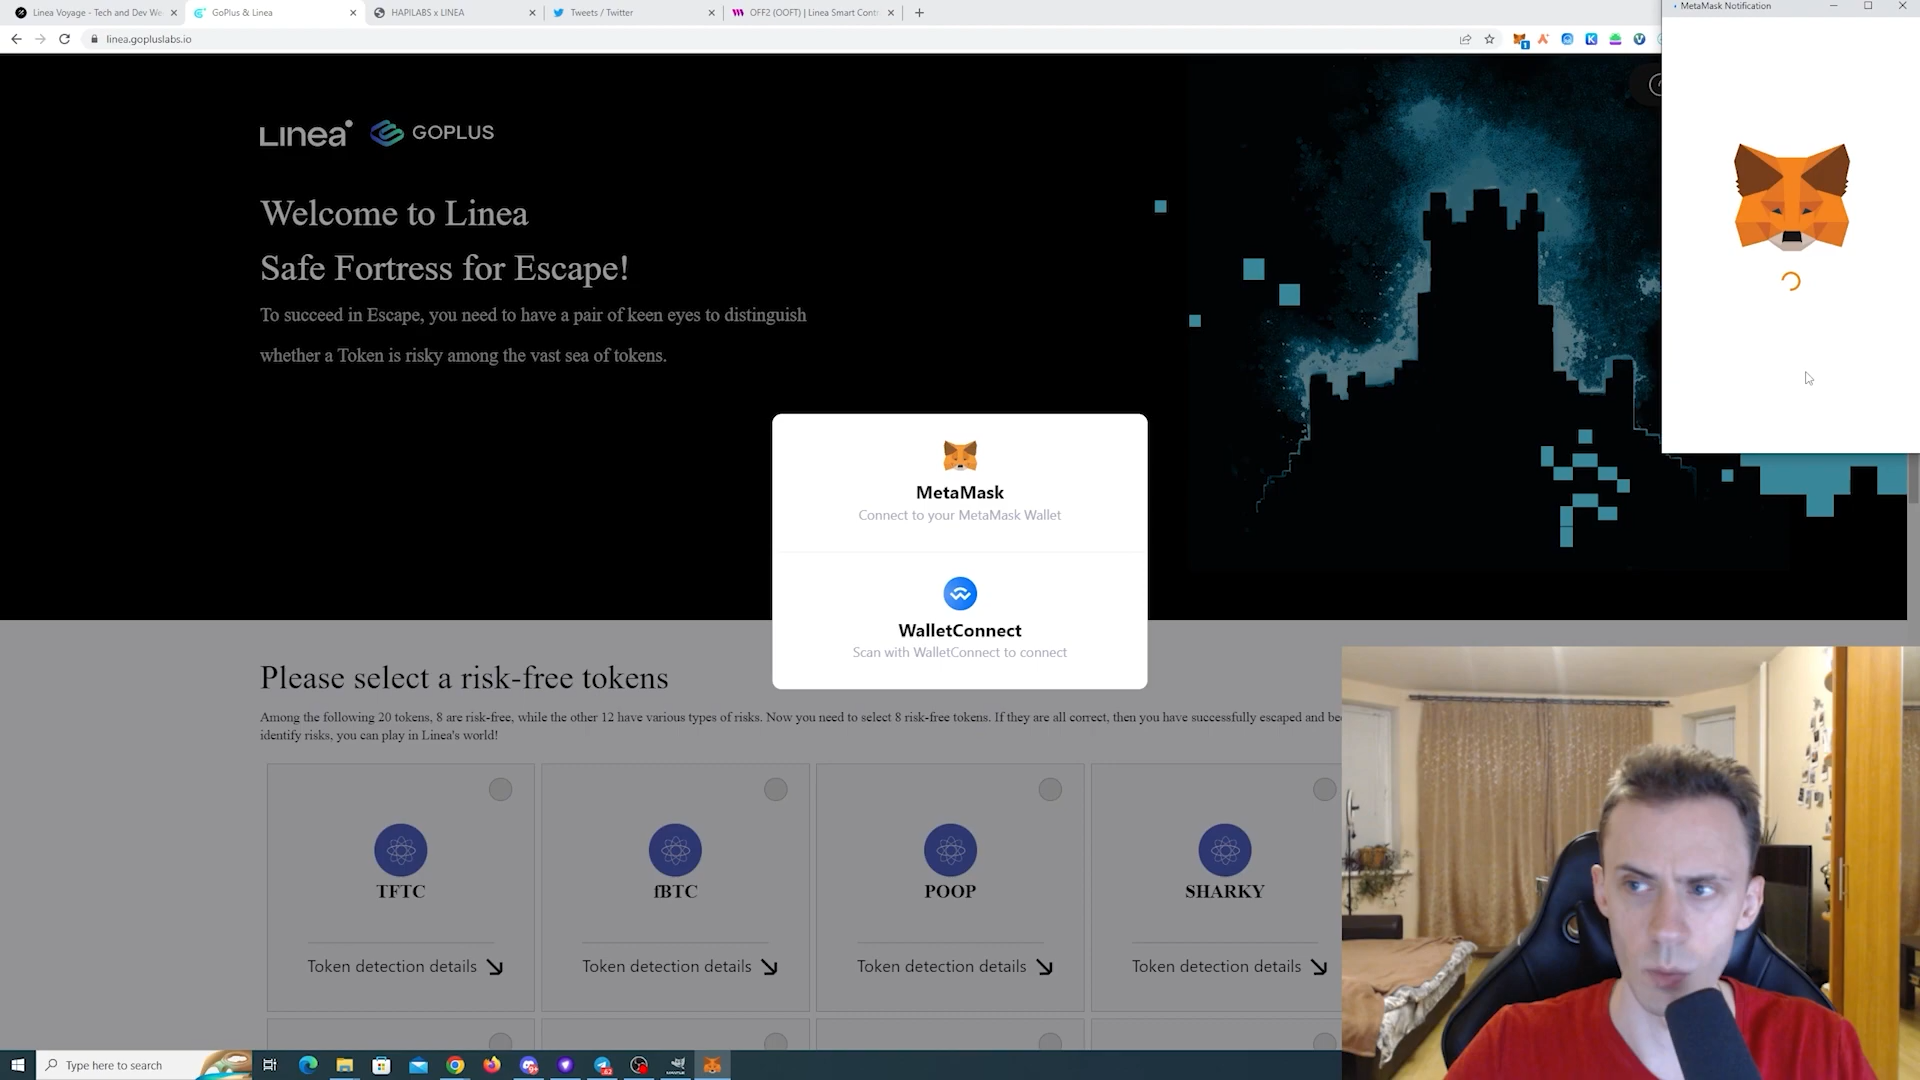 Linea Voyage - Tech and Dev We
GoPlus & Linea
HAPILABS x LINEA
Tweets / Twitter
OFF2 (OOFT) | Linea Smart Contr
MetaMask Notification
linea.gopluslabs.io
Linea
GOPLUS
Welcome to Linea
Safe Fortress for Escape!
To succeed in Escape, you need to have a pair of keen eyes to distinguish
whether a Token is risky among the vast sea of tokens.
MetaMask
Connect to your MetaMask Wallet
WalletConnect
Scan with WalletConnect to connect
Please select a risk-free tokens
Among the following 20 tokens, 8 are risk-free, while the other 12 have various types of risks. Now you need to select 8 risk-free tokens. If they are all correct, then you have successfully escaped and be
identify risks, you can play in Linea's world!
TFTC
fBTC
POOP
SHARKY
Token detection details
Token detection details
Token detection details
Token detection details
Type here to search